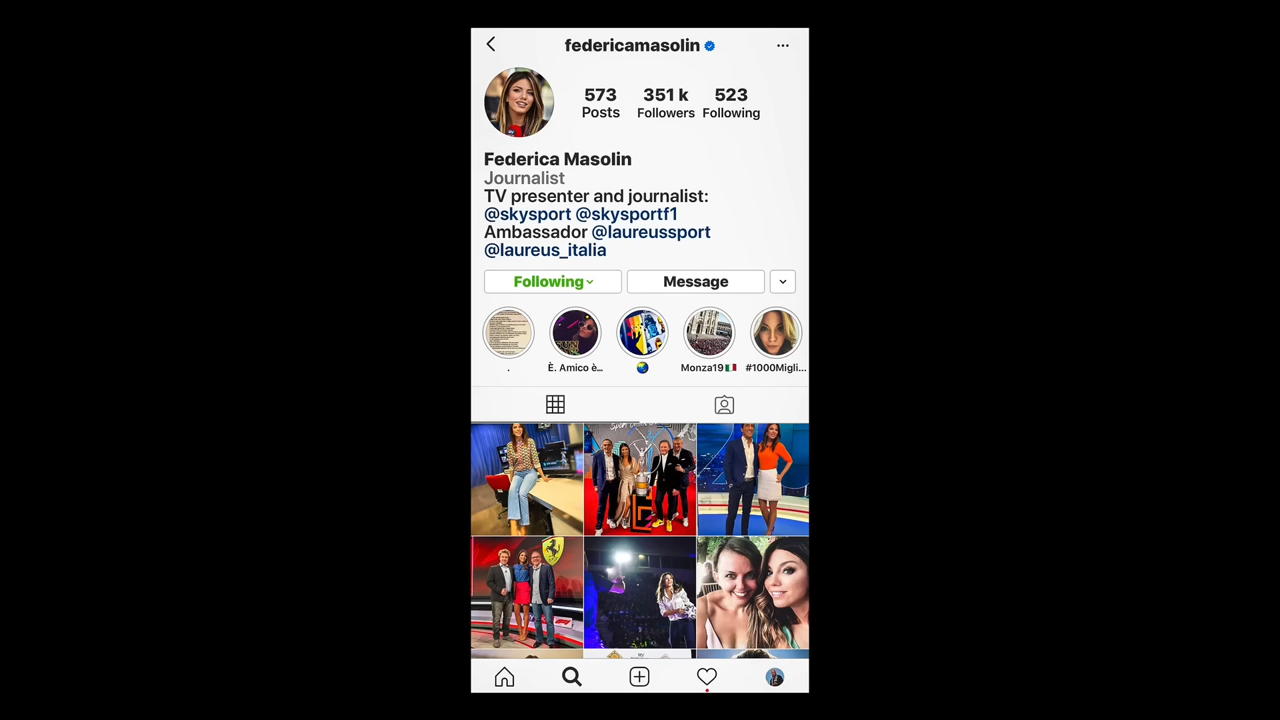 federicamasolin
573 351 k 523
Posts Followers Following
Federica Masolin
Journalist
TV presenter and journalist:
@skysport @skysportf1
Ambassador @laureussport
@laureus_italia
Following Message
. È. Amico è... 🌏 Monza19🇮🇹 #1000Migli...